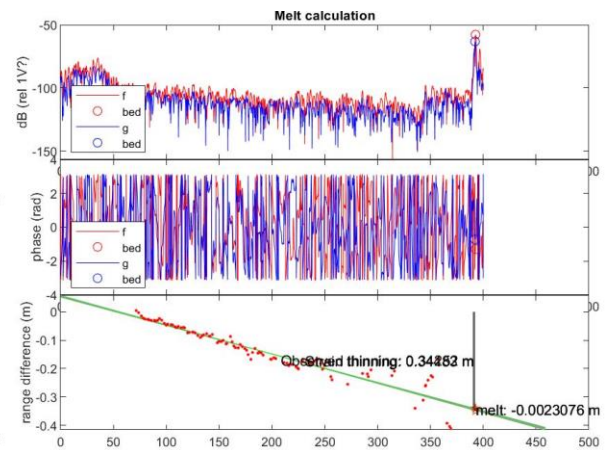 Melt calculation
-50
-100
-150
dB (rel 1V?)
f
bed
g
bed
4
2
0
-2
-4
phase (rad)
f
bed
g
bed
0
-0.1
-0.2
-0.3
-0.4
range difference (m)
melt: -0.0023076 m
0 50 100 150 200 250 300 350 400 450 500